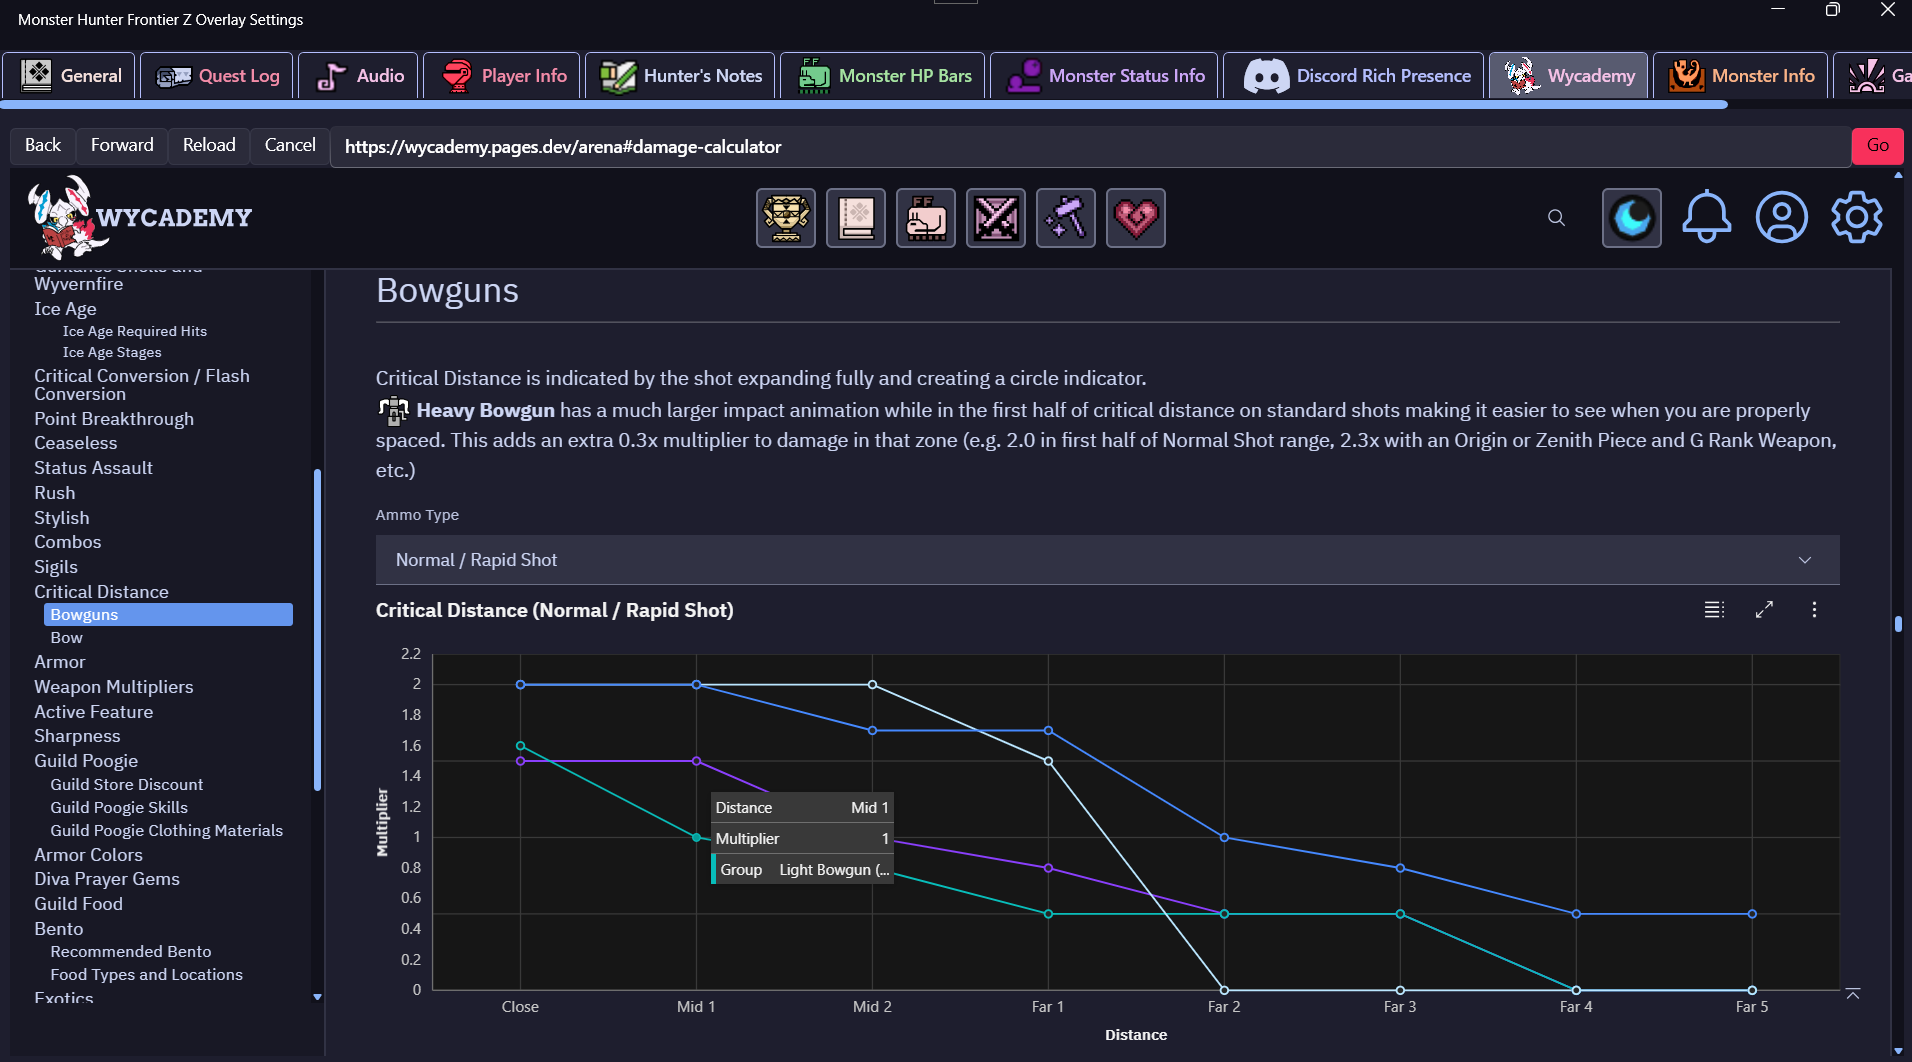 Monster Hunter Frontier Z Overlay Settings
General
Quest Log
Audio
Player Info
Hunter's Notes
Monster HP Bars
Monster Status Info
Discord Rich Presence
Wycademy
Monster Info
Ga
Back
Forward
Reload
Cancel
https://wycademy.pages.dev/arena#damage-calculator
Go
WYCADEMY
Wyvernfire
Ice Age
Ice Age Required Hits
Ice Age Stages
Critical Conversion / Flash
Conversion
Point Breakthrough
Ceaseless
Status Assault
Rush
Stylish
Combos
Sigils
Critical Distance
Bowguns
Bow
Armor
Weapon Multipliers
Active Feature
Sharpness
Guild Poogie
Guild Store Discount
Guild Poogie Skills
Guild Poogie Clothing Materials
Armor Colors
Diva Prayer Gems
Guild Food
Bento
Recommended Bento
Food Types and Locations
Exotics
Bowguns
Critical Distance is indicated by the shot expanding fully and creating a circle indicator.
Heavy Bowgun has a much larger impact animation while in the first half of critical distance on standard shots making it easier to see when you are properly
spaced. This adds an extra 0.3x multiplier to damage in that zone (e.g. 2.0 in first half of Normal Shot range, 2.3x with an Origin or Zenith Piece and G Rank Weapon,
etc.)
Ammo Type
Normal / Rapid Shot
Critical Distance (Normal / Rapid Shot)
2.2
2
1.8
1.6
1.4
1.2
1
0.8
0.6
0.4
0.2
0
Multiplier
Distance Mid 1
Multiplier 1
Group Light Bowgun (...
Close
Mid 1
Mid 2
Far 1
Far 2
Far 3
Far 4
Far 5
Distance